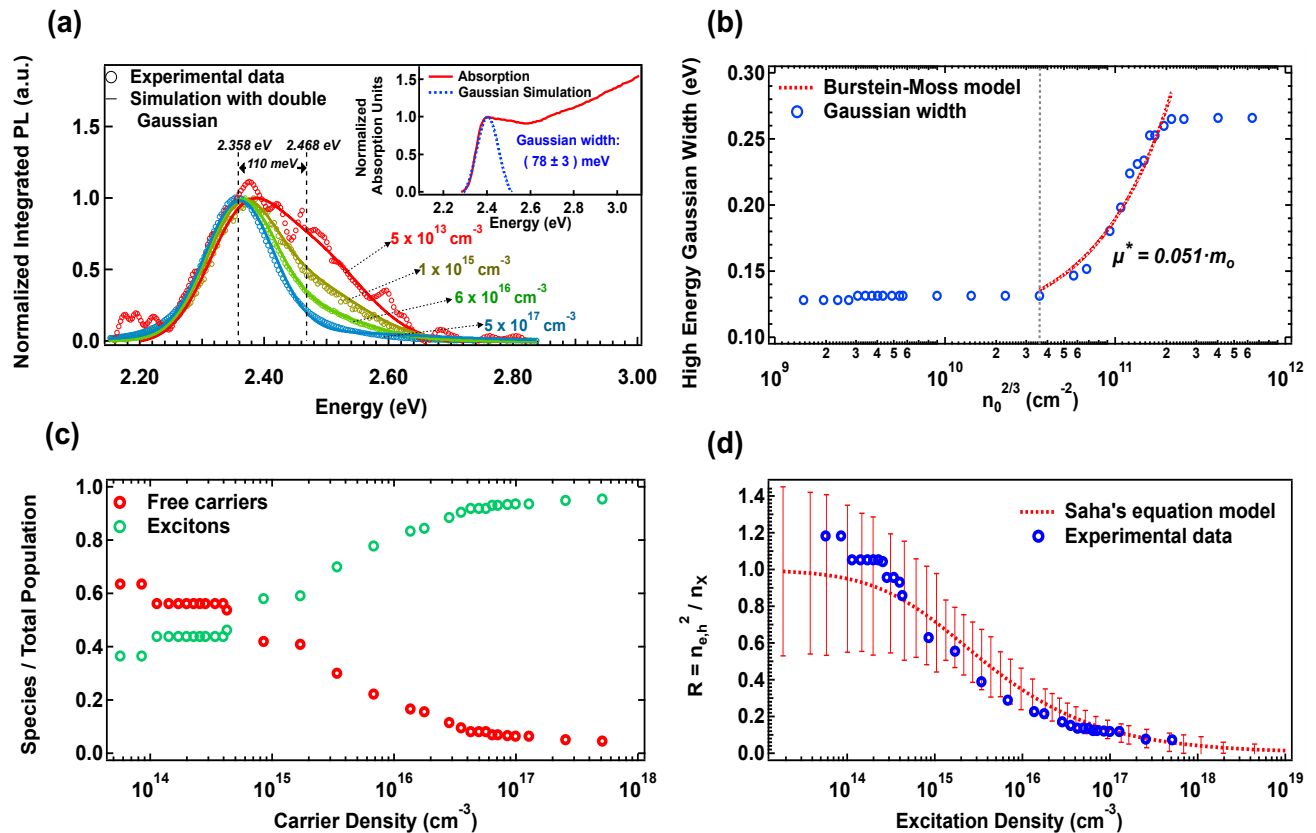 (a)
Normalized Integrated PL (a.u.)
1.0
0.5
0.0
Experimental data
Simulation with double
Gaussian
2.358 eV
2.468 eV
110 meV
5 x 10^13 cm^-3
1 x 10^15 cm^-3
6 x 10^16 cm^-3
5 x 10^17 cm^-3
2.20
2.40
2.60
2.80
3.00
Energy (eV)
Normalized
Absorption Units
1.5
1.0
0.5
0.0
Absorption
Gaussian Simulation
Gaussian width:
( 78 ± 3 ) meV
2.2
2.4
2.6
2.8
3.0
Energy (eV)
(b)
High Energy Gaussian Width (eV)
0.30
0.25
0.20
0.15
0.10
Burstein-Moss model
Gaussian width
μ* = 0.051·m_o
2 3 4 5 6 2 3 4 5 6 2 3 4 5 6
10^9
10^10
10^11
10^12
n_0^2/3 (cm^-2)
(c)
Species / Total Population
1.0
0.8
0.6
0.4
0.2
0.0
Free carriers
Excitons
10^14
10^15
10^16
10^17
10^18
Carrier Density (cm^-3)
(d)
R = n_e,h^2 / n_X
1.4
1.2
1.0
0.8
0.6
0.4
0.2
0.0
Saha's equation model
Experimental data
10^14
10^15
10^16
10^17
10^18
10^19
Excitation Density (cm^-3)